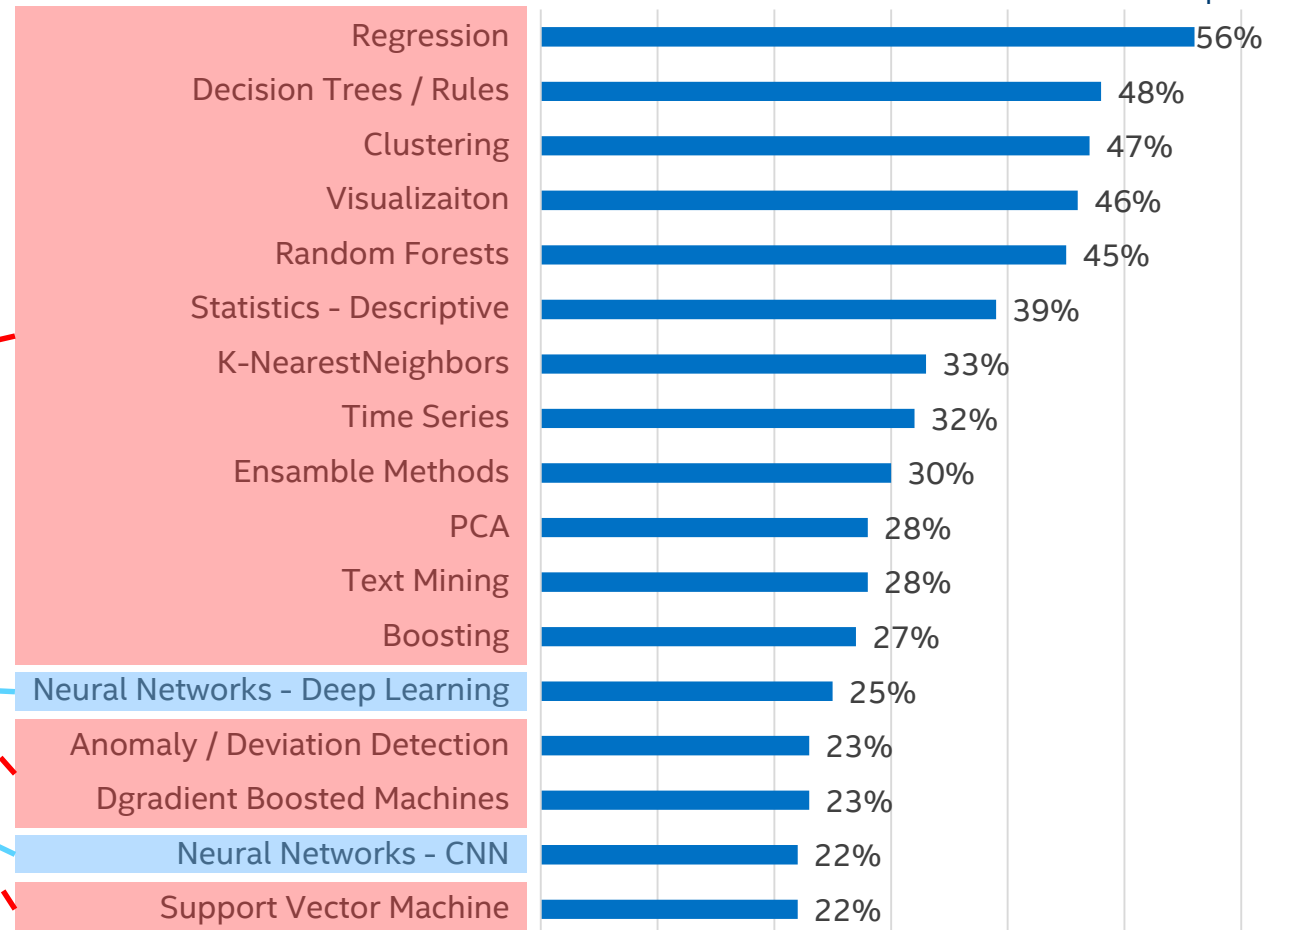 Regression 56%
Decision Trees / Rules 48%
Clustering 47%
Visualizaiton 46%
Random Forests 45%
Statistics - Descriptive 39%
K-NearestNeighbors 33%
Time Series 32%
Ensamble Methods 30%
PCA 28%
Text Mining 28%
Boosting 27%
Neural Networks - Deep Learning 25%
Anomaly / Deviation Detection 23%
Dgradient Boosted Machines 23%
Neural Networks - CNN 22%
Support Vector Machine 22%